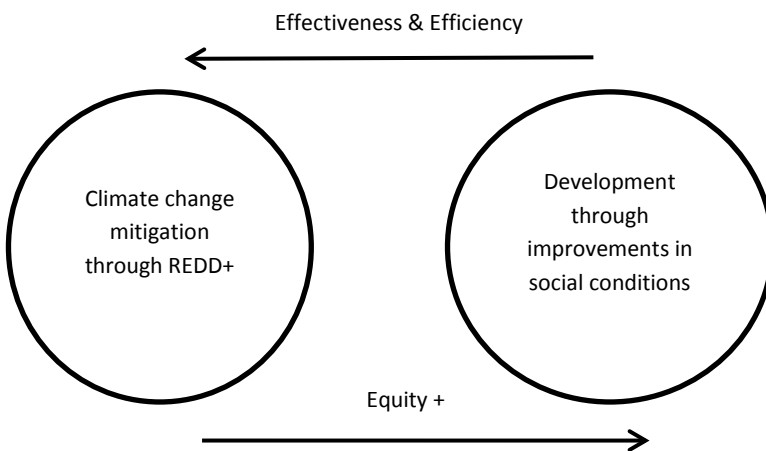 Effectiveness & Efficiency
Climate change
mitigation
through REDD+
Development
through
improvements in
social conditions
Equity +